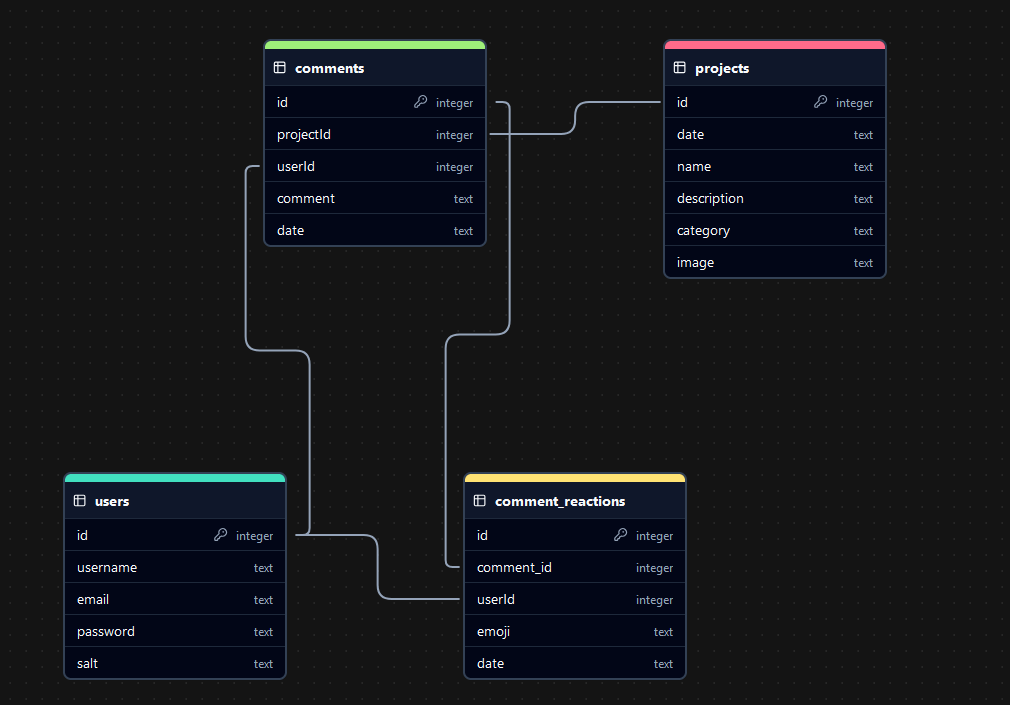 comments
id integer
projectId integer
userId integer
comment text
date text
projects
id integer
date text
name text
description text
category text
image text
users
id integer
username text
email text
password text
salt text
comment_reactions
id integer
comment_id integer
userId integer
emoji text
date text